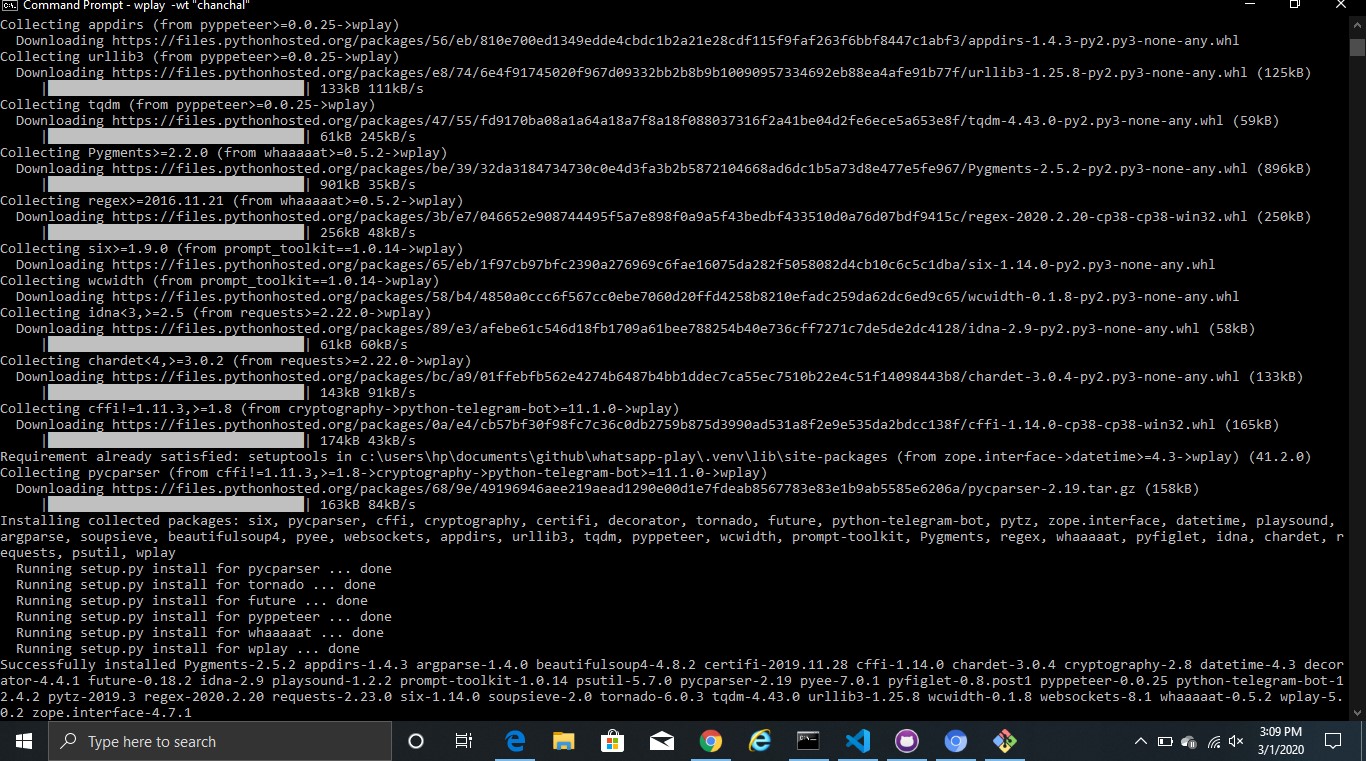 Command Prompt - wplay -wt "chanchal"
Collecting appdirs (from pyppeteer>=0.0.25->wplay)
Downloading https://files.pythonhosted.org/packages/56/eb/810e700ed1349edde4cbdc1b2a21e28cdf115f9faf263f6bbf8447c1abf3/appdirs-1.4.3-py2.py3-none-any.whl
Collecting urllib3 (from pyppeteer>=0.0.25->wplay)
Downloading https://files.pythonhosted.org/packages/e8/74/6e4f91745020f967d09332bb2b8b9b10090957334692eb88ea4afe91b77f/urllib3-1.25.8-py2.py3-none-any.whl (125kB)
| | 133kB 111kB/s
Collecting tqdm (from pyppeteer>=0.0.25->wplay)
Downloading https://files.pythonhosted.org/packages/47/55/fd9170ba08a1a64a18a7f8a18f088037316f2a41be04d2fe6ece5a653e8f/tqdm-4.43.0-py2.py3-none-any.whl (59kB)
| | 61kB 245kB/s
Collecting Pygments>=2.2.0 (from whaaaaat>=0.5.2->wplay)
Downloading https://files.pythonhosted.org/packages/be/39/32da3184734730c0e4d3fa3b2b5872104668ad6dc1b5a73d8e477e5fe967/Pygments-2.5.2-py2.py3-none-any.whl (896kB)
| | 901kB 35kB/s
Collecting regex>=2016.11.21 (from whaaaaat>=0.5.2->wplay)
Downloading https://files.pythonhosted.org/packages/3b/e7/046652e908744495f5a7e898f0a9a5f43bedbf433510d0a76d07bdf9415c/regex-2020.2.20-cp38-cp38-win32.whl (250kB)
| | 256kB 48kB/s
Collecting six>=1.9.0 (from prompt_toolkit==1.0.14->wplay)
Downloading https://files.pythonhosted.org/packages/65/eb/1f97cb97bfc2390a276969c6fae16075da282f5058082d4cb10c6c5c1dba/six-1.14.0-py2.py3-none-any.whl
Collecting wcwidth (from prompt_toolkit==1.0.14->wplay)
Downloading https://files.pythonhosted.org/packages/58/b4/4850a0ccc6f567cc0ebe7060d20ffd4258b8210efadc259da62dc6ed9c65/wcwidth-0.1.8-py2.py3-none-any.whl
Collecting idna<3,>=2.5 (from requests>=2.22.0->wplay)
Downloading https://files.pythonhosted.org/packages/89/e3/afebe61c546d18fb1709a61bee788254b40e736cff7271c7de5de2dc4128/idna-2.9-py2.py3-none-any.whl (58kB)
| | 61kB 60kB/s
Collecting chardet<4,>=3.0.2 (from requests>=2.22.0->wplay)
Downloading https://files.pythonhosted.org/packages/bc/a9/01ffebfb562e4274b6487b4bb1ddec7ca55ec7510b22e4c51f14098443b8/chardet-3.0.4-py2.py3-none-any.whl (133kB)
| | 143kB 91kB/s
Collecting cffi!=1.11.3,>=1.8 (from cryptography->python-telegram-bot>=11.1.0->wplay)
Downloading https://files.pythonhosted.org/packages/0a/e4/cb57bf30f98fc7c36c0db2759b875d3990ad531a8f2e9e535da2bdcc138f/cffi-1.14.0-cp38-cp38-win32.whl (165kB)
| | 174kB 43kB/s
Requirement already satisfied: setuptools in c:\users\hp\documents\github\whatsapp-play\.venv\lib\site-packages (from zope.interface->datetime>=4.3->wplay) (41.2.0)
Collecting pycparser (from cffi!=1.11.3,>=1.8->cryptography->python-telegram-bot>=11.1.0->wplay)
Downloading https://files.pythonhosted.org/packages/68/9e/49196946aee219aead1290e00d1e7fdeab8567783e83e1b9ab5585e6206a/pycparser-2.19.tar.gz (158kB)
| | 163kB 84kB/s
Installing collected packages: six, pycparser, cffi, cryptography, certifi, decorator, tornado, future, python-telegram-bot, pytz, zope.interface, datetime, playsound,
argparse, soupsieve, beautifulsoup4, pyee, websockets, appdirs, urllib3, tqdm, pyppeteer, wcwidth, prompt-toolkit, Pygments, regex, whaaaaat, pyfiglet, idna, chardet, r
equests, psutil, wplay
Running setup.py install for pycparser ... done
Running setup.py install for tornado ... done
Running setup.py install for future ... done
Running setup.py install for pyppeteer ... done
Running setup.py install for whaaaaat ... done
Running setup.py install for wplay ... done
Successfully installed Pygments-2.5.2 appdirs-1.4.3 argparse-1.4.0 beautifulsoup4-4.8.2 certifi-2019.11.28 cffi-1.14.0 chardet-3.0.4 cryptography-2.8 datetime-4.3 decor
ator-4.4.1 future-0.18.2 idna-2.9 playsound-1.2.2 prompt-toolkit-1.0.14 psutil-5.7.0 pycparser-2.19 pyee-7.0.1 pyfiglet-0.8.post1 pyppeteer-0.0.25 python-telegram-bot-1
2.4.2 pytz-2019.3 regex-2020.2.20 requests-2.23.0 six-1.14.0 soupsieve-2.0 tornado-6.0.3 tqdm-4.43.0 urllib3-1.25.8 wcwidth-0.1.8 websockets-8.1 whaaaaat-0.5.2 wplay-5.
0.2 zope.interface-4.7.1
Type here to search
3:09 PM
3/1/2020